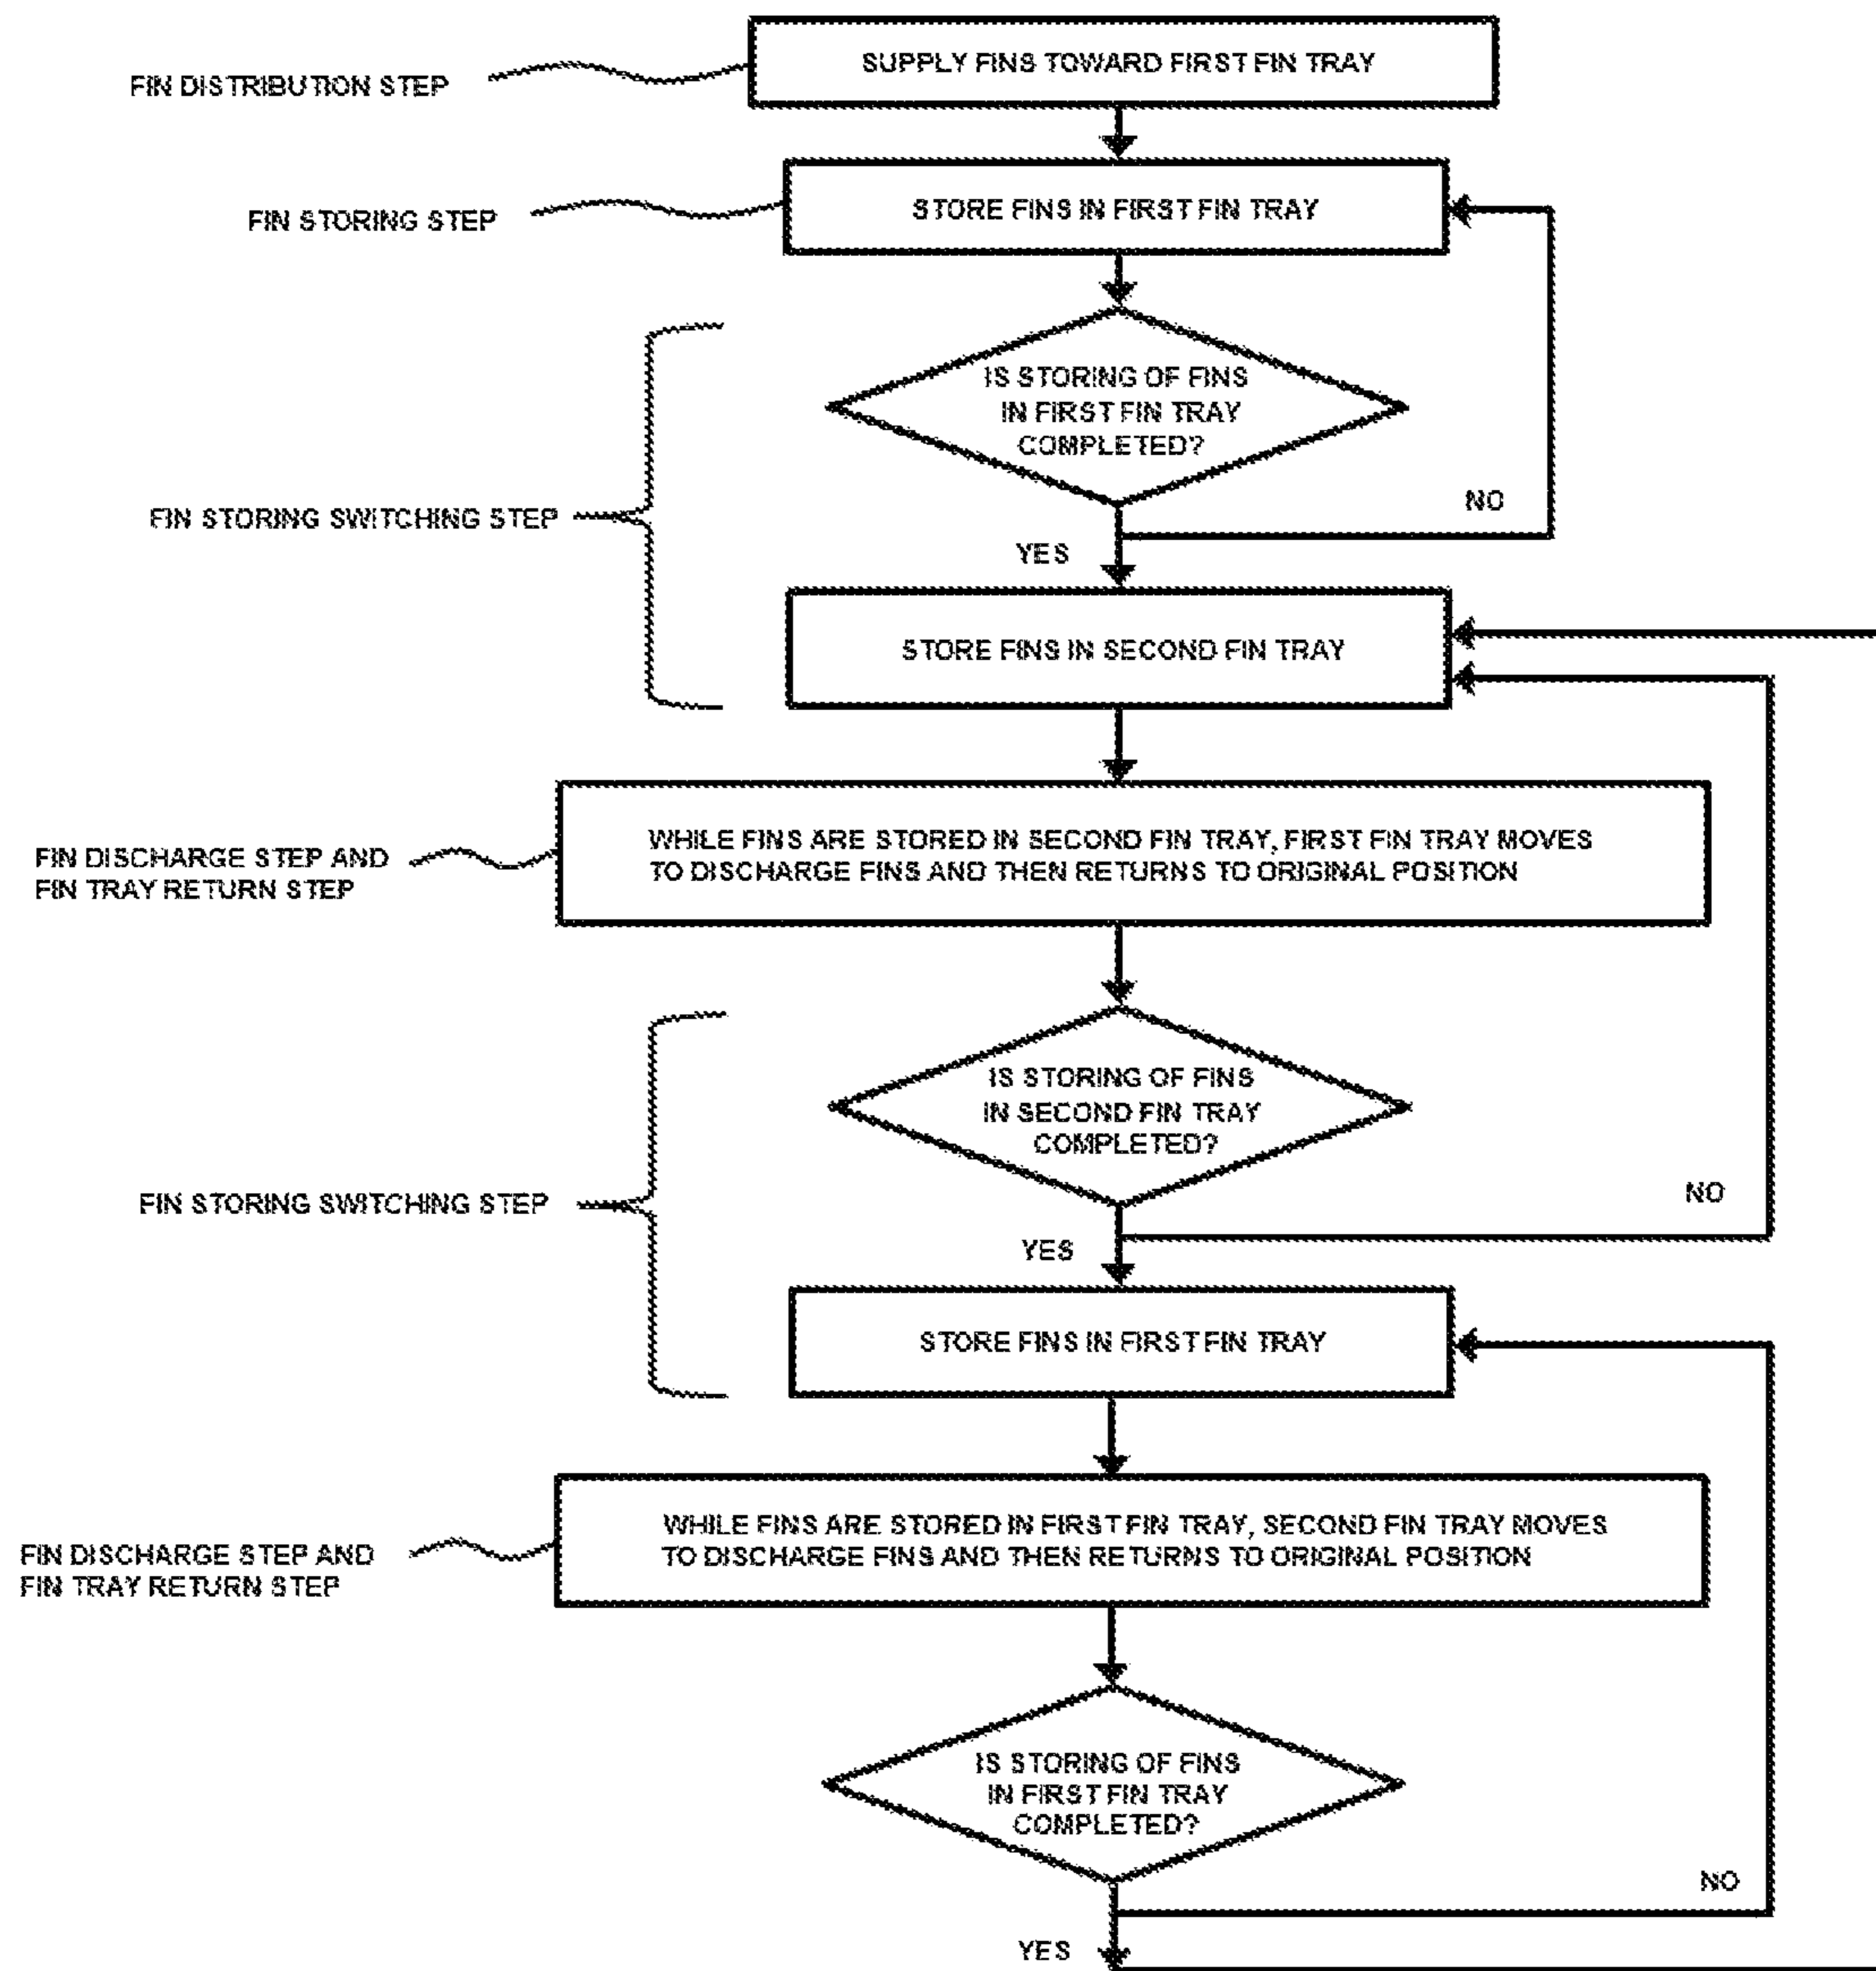 SUPPLY FINS TOWARD FIRST FIN TRAY
FIN DISTRIBUTION STEP
STORE FINS IN FIRST FIN TRAY
FIN STORING STEP
IS STORING OF FINS
IN FIRST FIN TRAY
COMPLETED?
NO
FIN STORING SWITCHING STEP
YES
STORE FINS IN SECOND FIN TRAY
WHILE FINS ARE STORED IN SECOND FIN TRAY, FIRST FIN TRAY MOVES
TO DISCHARGE FINS AND THEN RETURNS TO ORIGINAL POSITION
FIN DISCHARGE STEP AND
FIN TRAY RETURN STEP
IS STORING OF FINS
IN SECOND FIN TRAY
COMPLETED?
NO
FIN STORING SWITCHING STEP
YES
STORE FINS IN FIRST FIN TRAY
WHILE FINS ARE STORED IN FIRST FIN TRAY, SECOND FIN TRAY MOVES
TO DISCHARGE FINS AND THEN RETURNS TO ORIGINAL POSITION
FIN DISCHARGE STEP AND
FIN TRAY RETURN STEP
IS STORING OF FINS
IN FIRST FIN TRAY
COMPLETED?
NO
YES